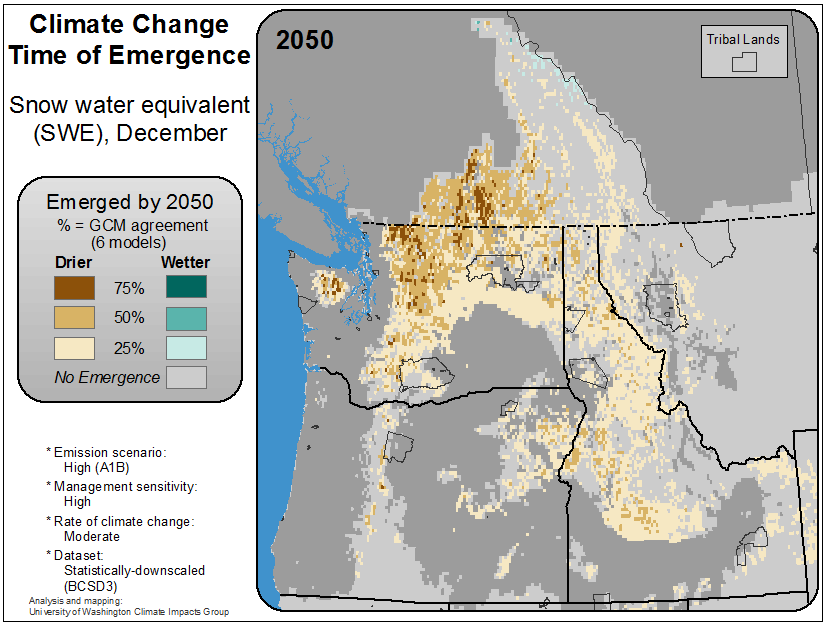 Climate Change
Time of Emergence
Snow water equivalent
(SWE), December
Emerged by 2050
% = GCM agreement
(6 models)
Drier Wetter
75%
50%
25%
No Emergence
* Emission scenario:
High (A1B)
* Management sensitivity:
High
* Rate of climate change:
Moderate
* Dataset:
Statistically-downscaled
(BCSD3)
Analysis and mapping:
University of Washington Climate Impacts Group
2050
Tribal Lands